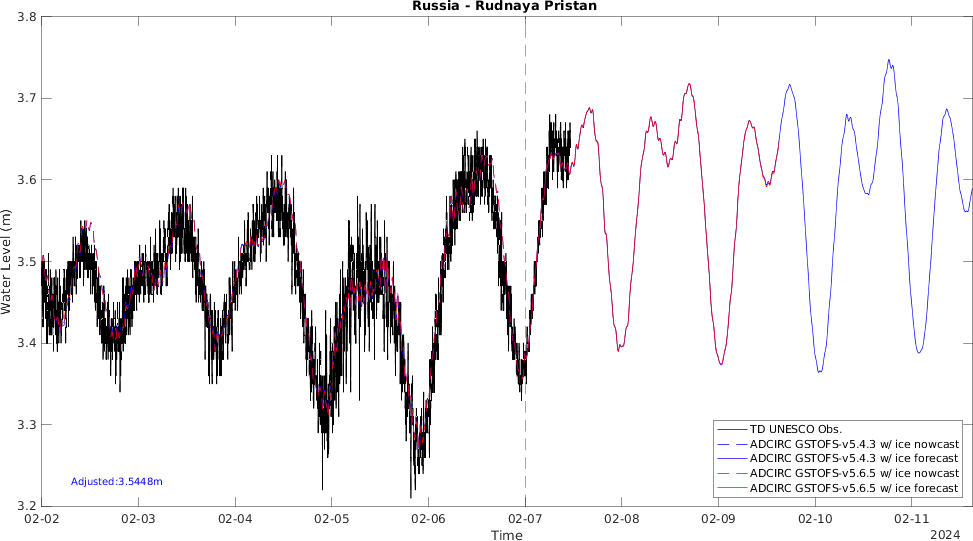 Russia - Rudnaya Pristan
Water Level (m)
3.8
3.7
3.6
3.5
3.4
3.3
3.2
Adjusted:3.5448m
TD UNESCO Obs.
ADCIRC GSTOFS-v5.4.3 w/ ice nowcast
ADCIRC GSTOFS-v5.4.3 w/ ice forecast
ADCIRC GSTOFS-v5.6.5 w/ ice nowcast
ADCIRC GSTOFS-v5.6.5 w/ ice forecast
02-02 02-03 02-04 02-05 02-06 02-07 02-08 02-09 02-10 02-11
Time
2024